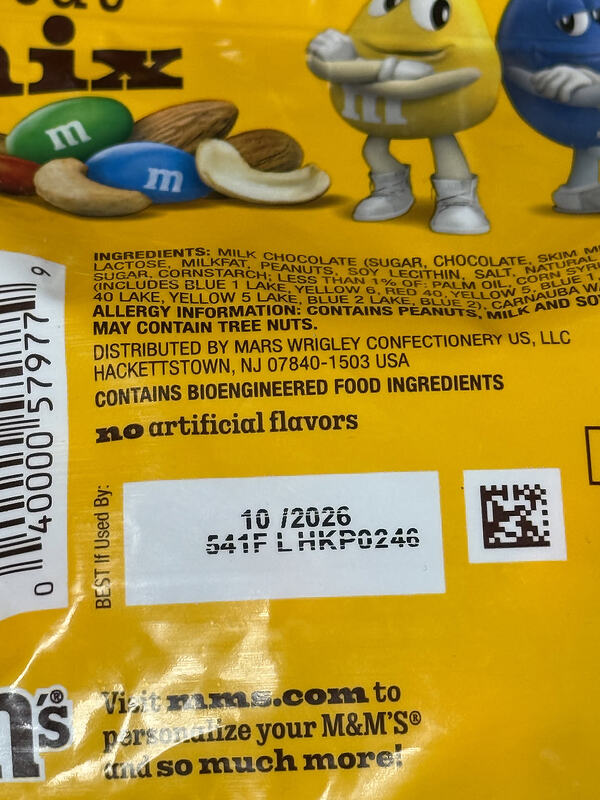 ix
m
m
m
INGREDIENTS: MILK CHOCOLATE (SUGAR, CHOCOLATE, SKIM
LACTOSE, MILKFAT, PEANUTS, SOY LECITHIN, SALT, NATURAL
SUGAR, CORNSTARCH; LESS THAN 1% OF: PALM OIL, CORN
(INCLUDES BLUE 1 LAKE, YELLOW 6, RED 40, YELLOW 5, BLUE 1,
40 LAKE, YELLOW 5 LAKE, BLUE 2 LAKE, BLUE 2), CARNAUBA
ALLERGY INFORMATION: CONTAINS PEANUTS, MILK AND
MAY CONTAIN TREE NUTS.
DISTRIBUTED BY MARS WRIGLEY CONFECTIONERY US, LLC
HACKETTSTOWN, NJ 07840-1503 USA
CONTAINS BIOENGINEERED FOOD INGREDIENTS
no artificial flavors
0 40000 57977 9
BEST If Used By:
10 /2026
541F L HKP0246
m's®
Visit mms.com to
personalize your M&M'S®
and so much more!